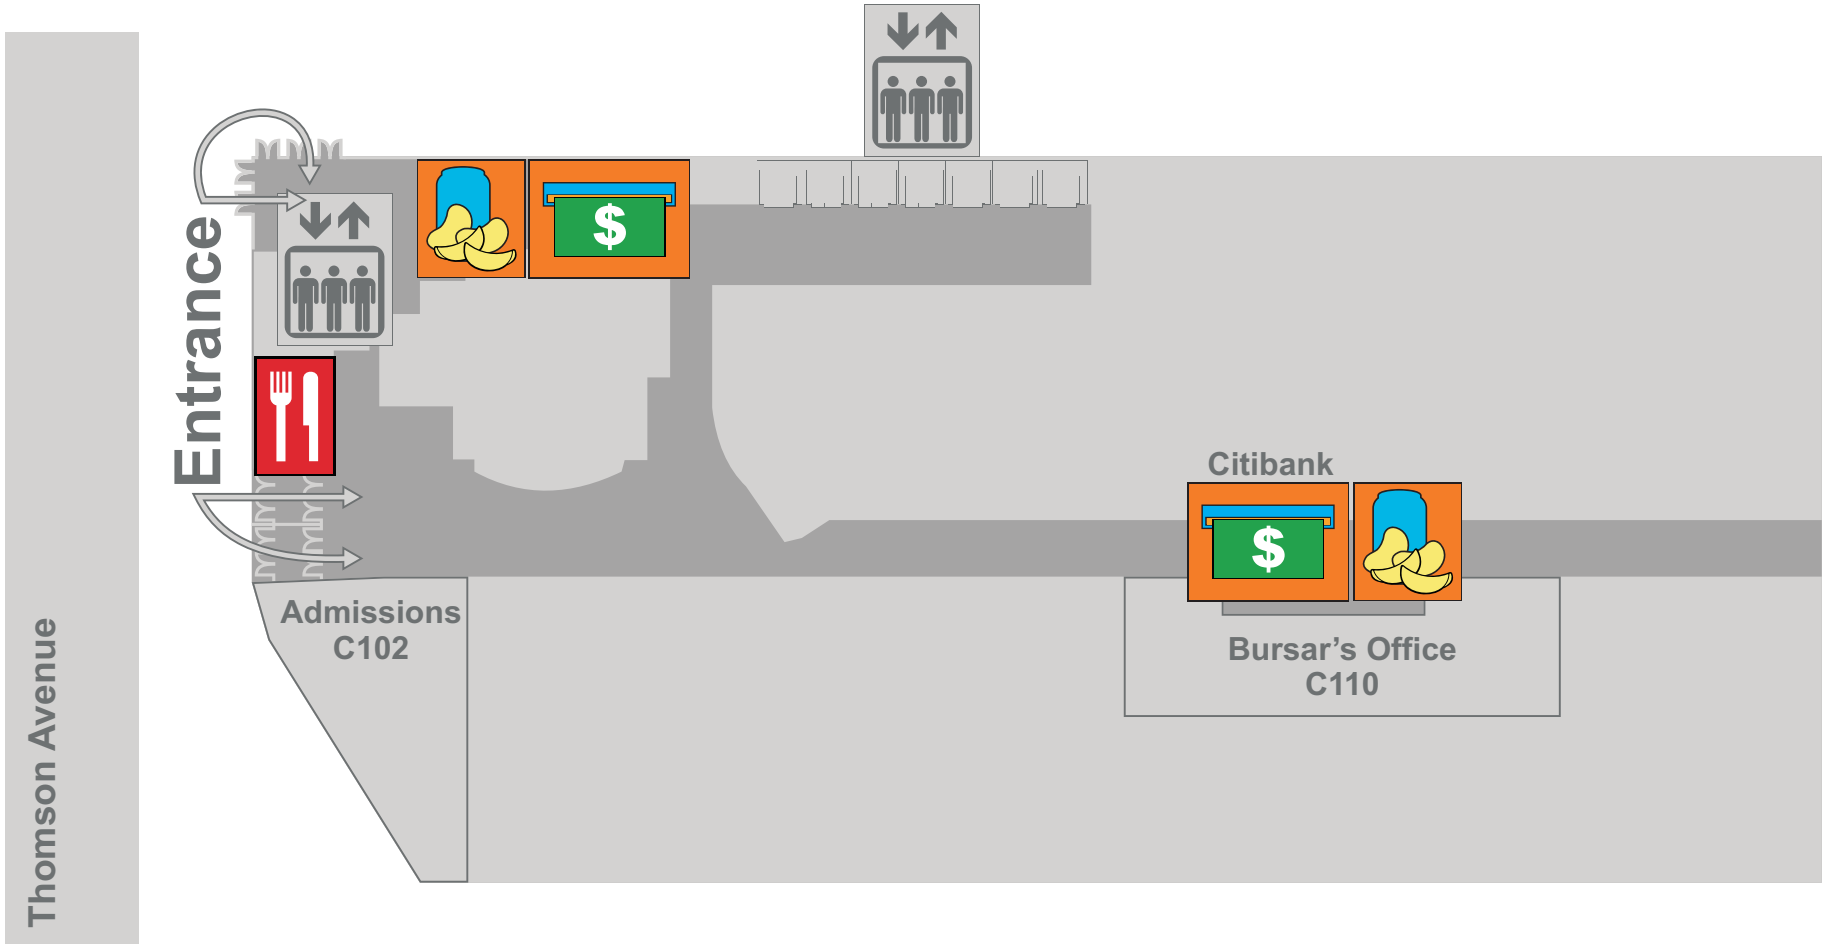 Entrance
$
Citibank
$
Admissions
C102
Bursar’s Office
C110
Thomson Avenue